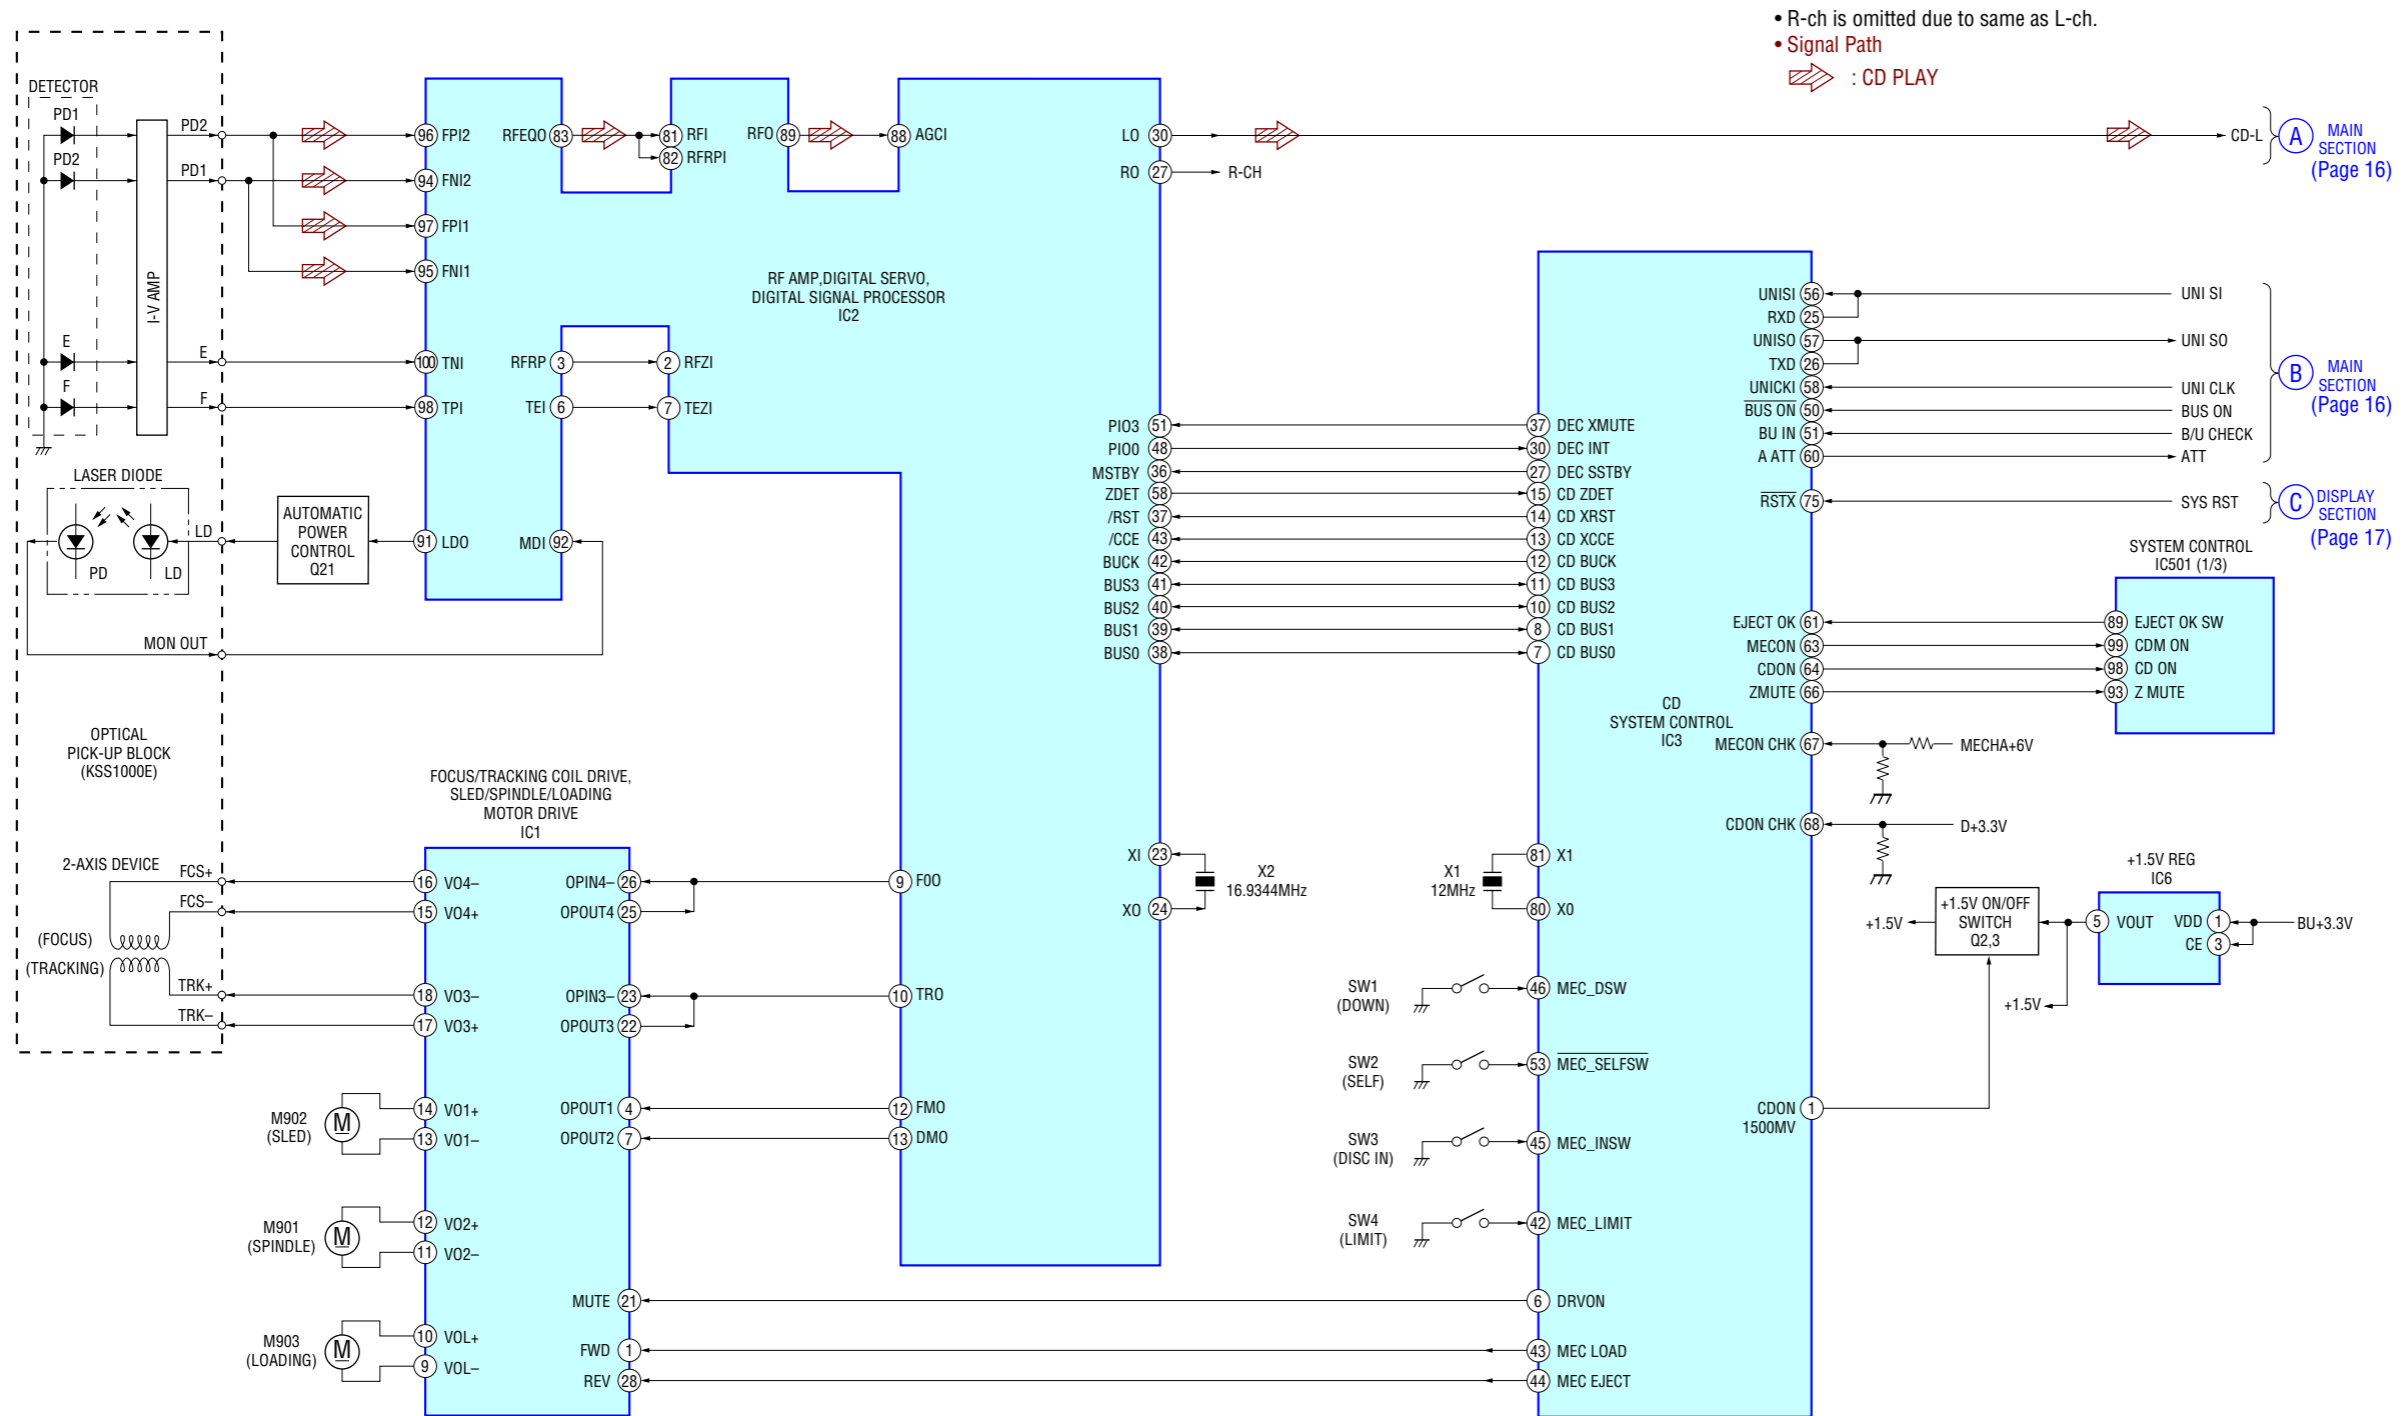 • R-ch is omitted due to same as L-ch.
• Signal Path
: CD PLAY
DETECTOR
PD1
PD2
E
F
I-V AMP
PD2
PD1
E
F
LASER DIODE
PD
LD
LD
MON OUT
AUTOMATIC
POWER
CONTROL
Q21
OPTICAL
PICK-UP BLOCK
(KSS1000E)
2-AXIS DEVICE
(FOCUS)
(TRACKING)
FCS+
FCS–
TRK+
TRK–
96 FPI2
94 FNI2
97 FPI1
95 FNI1
100 TNI
98 TPI
91 LDO
RFEQO 83
81 RFI
82 RFRPI
RFO 89
88 AGCI
RFRP 3
2 RFZI
TEI 6
7 TEZI
MDI 92
RF AMP,DIGITAL SERVO,
DIGITAL SIGNAL PROCESSOR
IC2
LO 30
RO 27
R-CH
CD-L
A
MAIN
SECTION
(Page 16)
PIO3 51
PIO0 48
MSTBY 36
ZDET 58
/RST 37
/CCE 43
BUCK 42
BUS3 41
BUS2 40
BUS1 39
BUS0 38
XI 23
XO 24
X2
16.9344MHz
9 F00
10 TRO
12 FMO
13 DMO
FOCUS/TRACKING COIL DRIVE,
SLED/SPINDLE/LOADING
MOTOR DRIVE
IC1
16 VO4–
15 VO4+
18 VO3–
17 VO3+
14 VO1+
13 VO1–
12 VO2+
11 VO2–
10 VOL+
9 VOL–
OPIN4– 26
OPOUT4 25
OPIN3– 23
OPOUT3 22
OPOUT1 4
OPOUT2 7
MUTE 21
FWD 1
REV 28
M902
(SLED)
M
M901
(SPINDLE)
M
M903
(LOADING)
M
37 DEC XMUTE
30 DEC INT
27 DEC SSTBY
15 CD ZDET
14 CD XRST
13 CD XCCE
12 CD BUCK
11 CD BUS3
10 CD BUS2
8 CD BUS1
7 CD BUS0
CD
SYSTEM CONTROL
IC3
X1
12MHz
81 X1
80 X0
SW1
(DOWN)
46 MEC_DSW
SW2
(SELF)
53 MEC_SELFSW
SW3
(DISC IN)
45 MEC_INSW
SW4
(LIMIT)
42 MEC_LIMIT
6 DRVON
43 MEC LOAD
44 MEC EJECT
UNISI 56
RXD 25
UNISO 57
TXD 26
UNICKI 58
BUS ON 50
BU IN 51
A ATT 60
RSTX 75
EJECT OK 61
MECON 63
CDON 64
ZMUTE 66
MECON CHK 67
CDON CHK 68
CDON 1
1500MV
UNI SI
UNI SO
UNI CLK
BUS ON
B/U CHECK
ATT
B
MAIN
SECTION
(Page 16)
SYS RST
C
DISPLAY
SECTION
(Page 17)
SYSTEM CONTROL
IC501 (1/3)
89 EJECT OK SW
99 CDM ON
98 CD ON
93 Z MUTE
MECHA+6V
D+3.3V
+1.5V REG
IC6
5 VOUT
VDD 1
CE 3
BU+3.3V
+1.5V ON/OFF
SWITCH
Q2,3
+1.5V
+1.5V